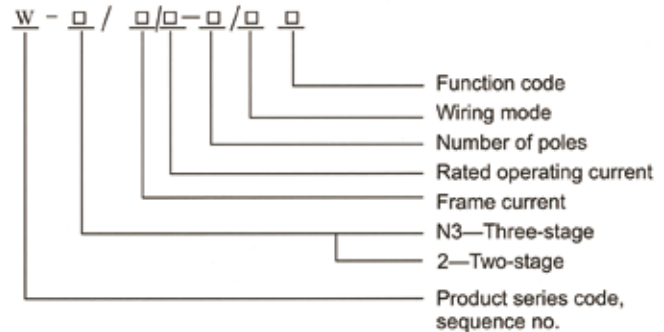 W - □ / □/□—□/□ □
Function code
Wiring mode
Number of poles
Rated operating current
Frame current
N3—Three-stage
2—Two-stage
Product series code,
sequence no.